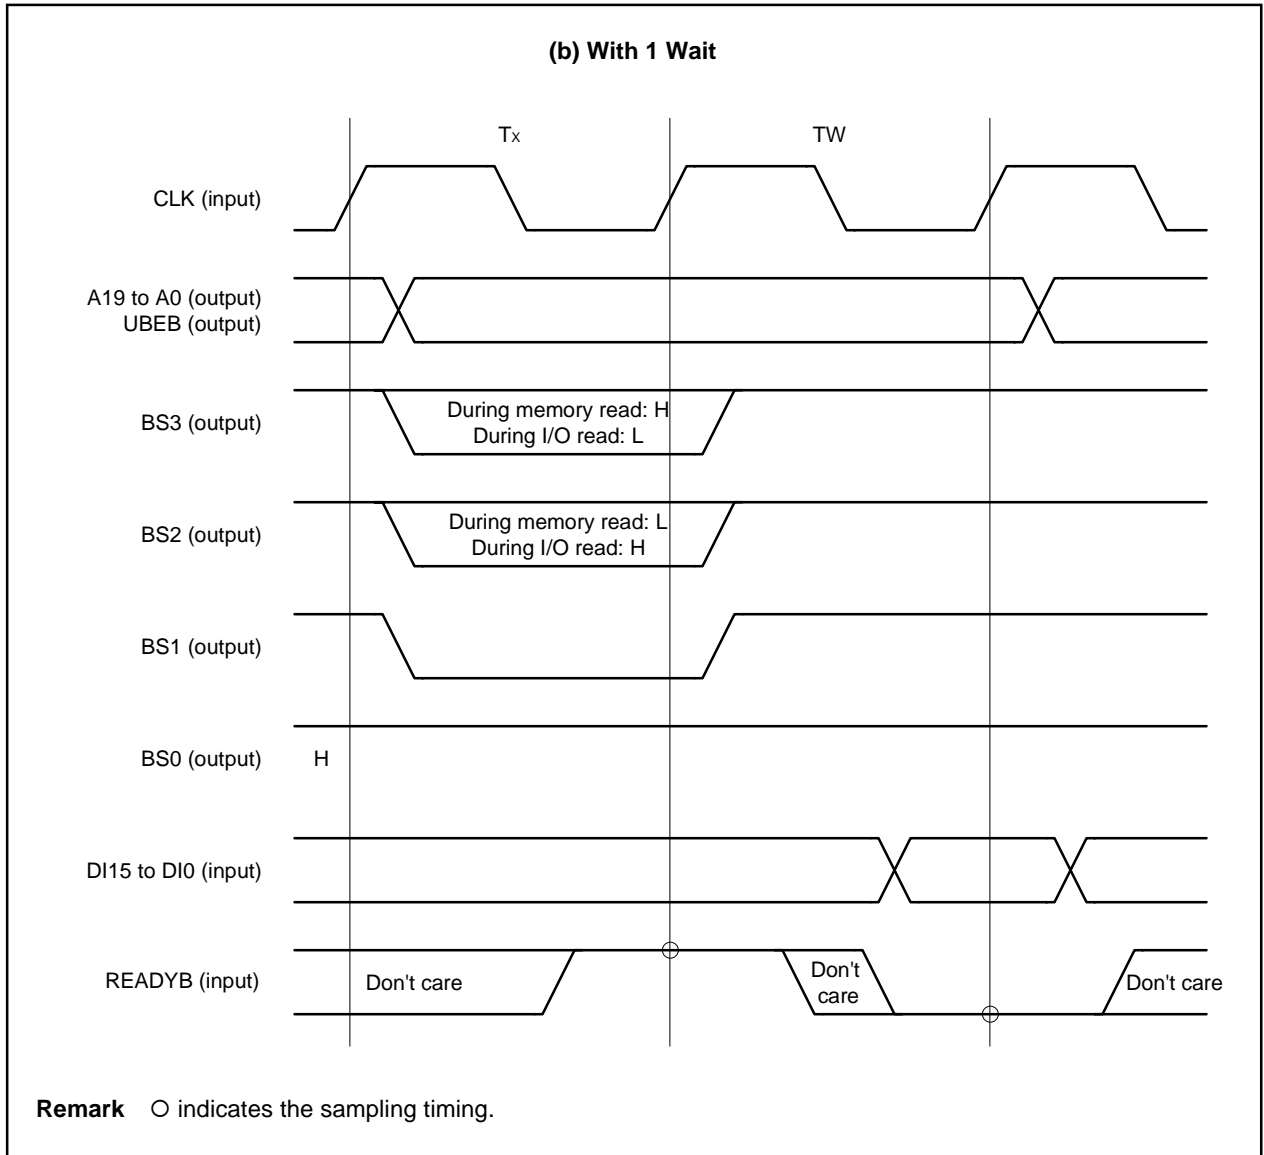 (b) With 1 Wait
Tx TW
CLK (input)
A19 to A0 (output)
UBEB (output)
BS3 (output)
During memory read: H
During I/O read: L
BS2 (output)
During memory read: L
During I/O read: H
BS1 (output)
BS0 (output) H
DI15 to DI0 (input)
READYB (input)
Don't care
Don't
care
Don't care
Remark O indicates the sampling timing.